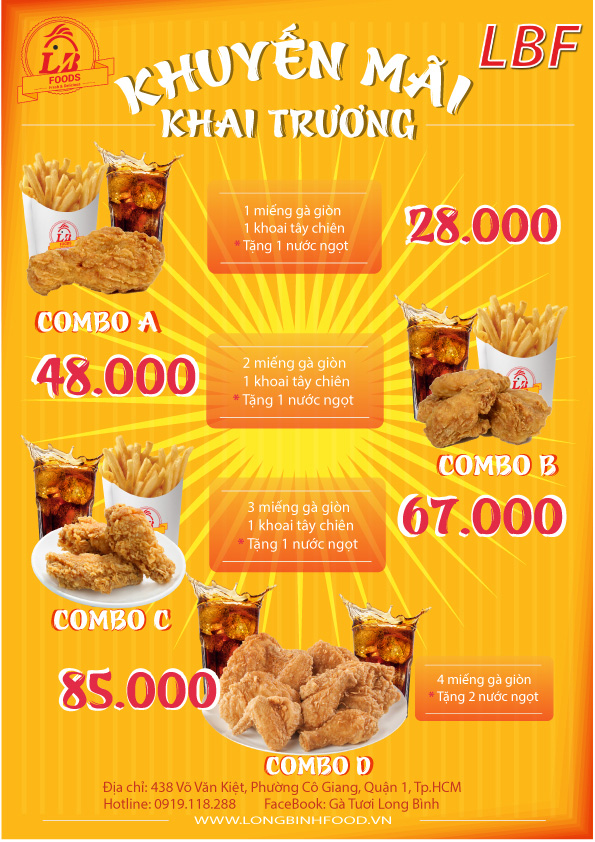 LB
FOODS
Fresh & Delicious
LBF
KHUYẾN MÃI
KHAI TRƯƠNG
1 miếng gà giòn
1 khoai tây chiên
* Tặng 1 nước ngọt
28.000
COMBO A
48.000
2 miếng gà giòn
1 khoai tây chiên
* Tặng 1 nước ngọt
COMBO B
3 miếng gà giòn
1 khoai tây chiên
* Tặng 1 nước ngọt
67.000
COMBO C
85.000
4 miếng gà giòn
* Tặng 2 nước ngọt
COMBO D
Địa chỉ: 438 Võ Văn Kiệt, Phường Cô Giang, Quận 1, Tp.HCM
Hotline: 0919.118.288 FaceBook: Gà Tươi Long Bình
WWW.LONGBINHFOOD.VN